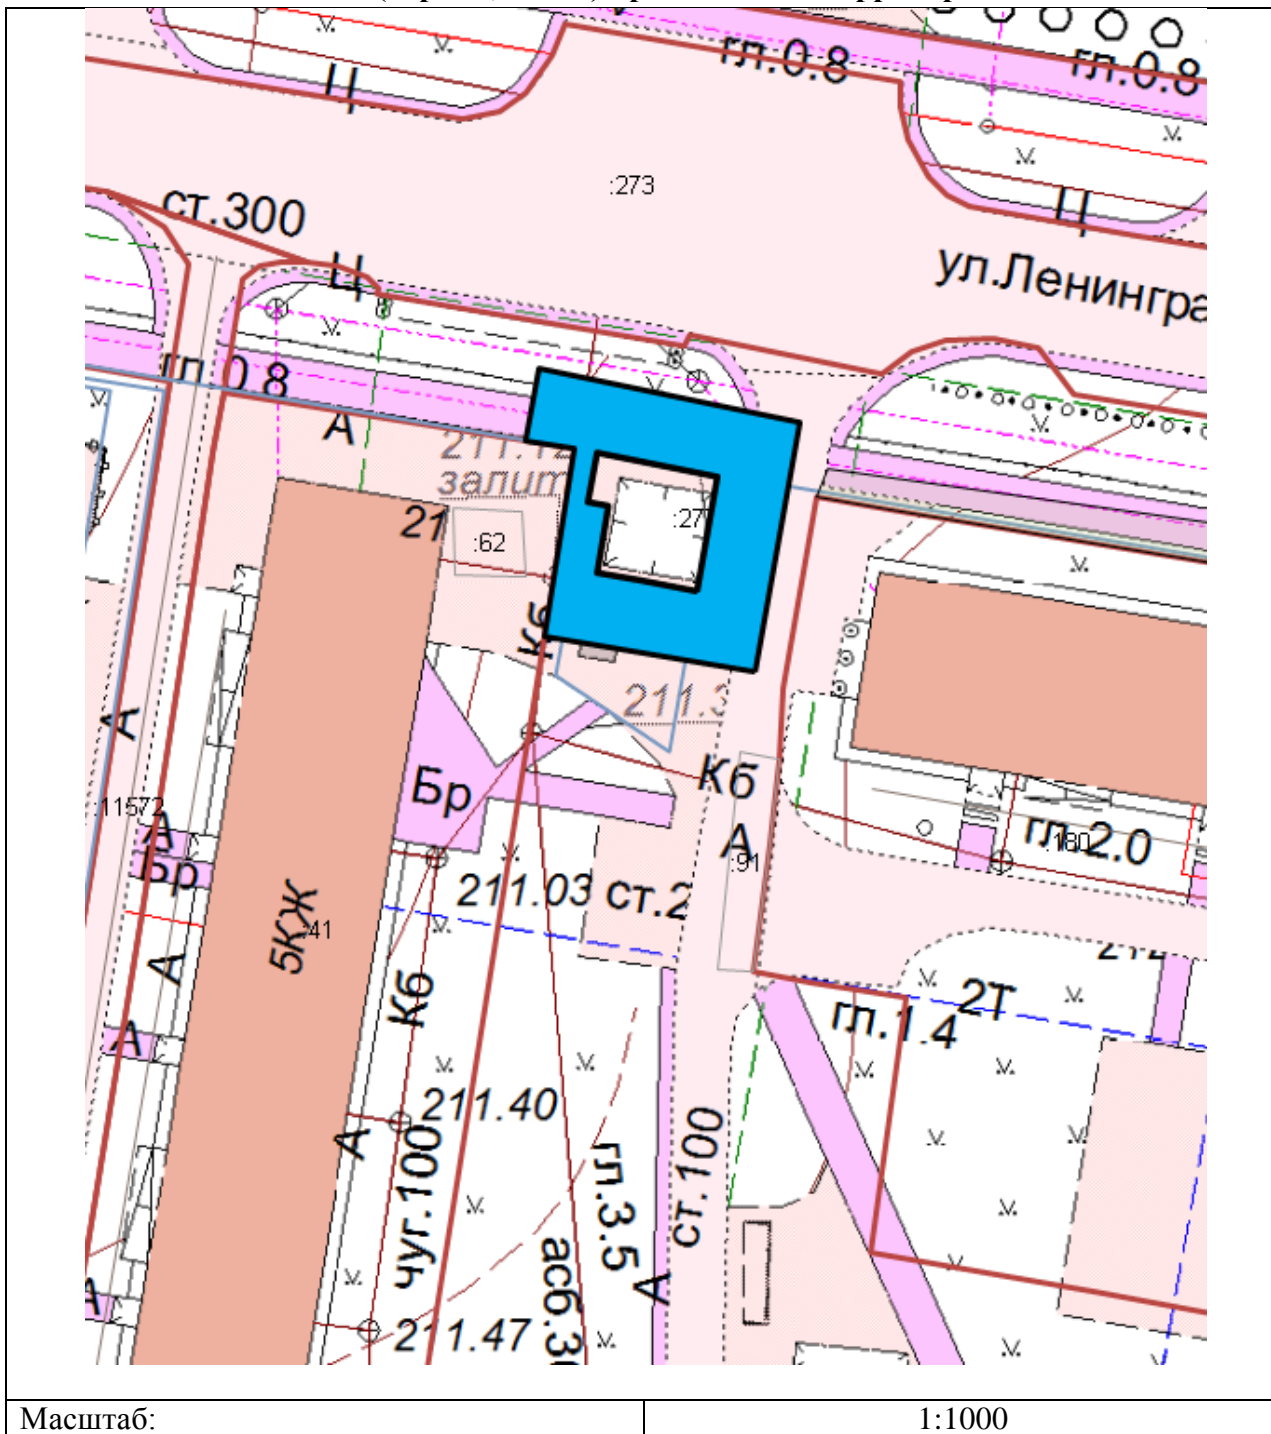 гл.0.8
гл.0.8
Ц
:273
ст.300
Ц
Ц
ул.Ленингра
гл.0.8
А
211.12
залит
21
:62
:27
Кб
211.3
Кб
Бр
А
:91
:11572
А
А
Бр
гл.2.0
:180
211.03
ст.2
5КЖ
:41
А
Кб
2Т
гл.1.4
А
211.40
А
чуг.100
гл.3.5
ст.100
асб.30
А
А
211.47
Масштаб:
1:1000